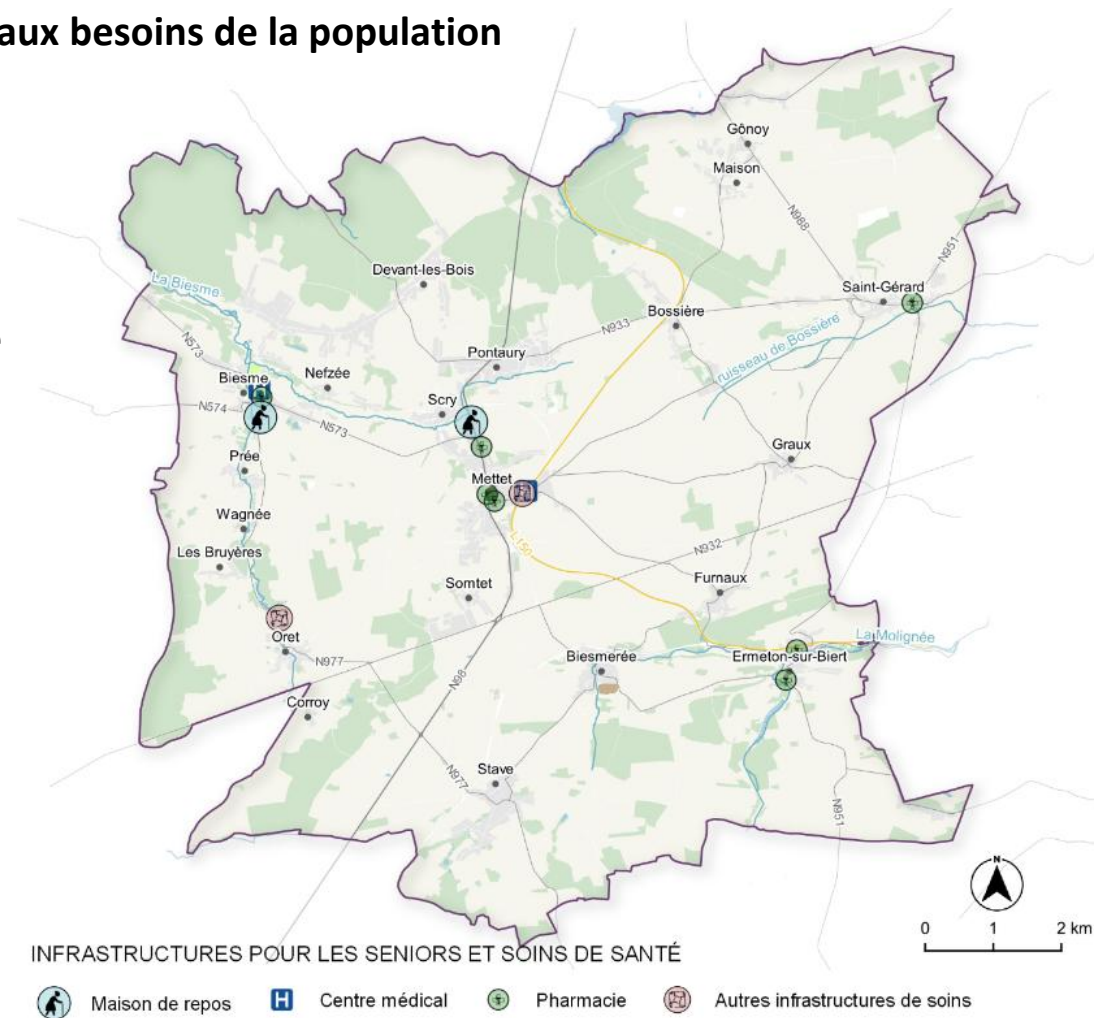 aux besoins de la population
Gônoy
Maison
N988
N951
Devant-les-Bois
La Biesme
Saint-Gérard
Bossière
N933
ruisseau de Bossière
N573
Pontaury
Biesme
Nefzée
Scry
N574
N573
Graux
Prée
Mettet
Wagnée
L150
N932
Les Bruyères
Somtet
Furnaux
Oret
La Molignée
N977
Biesmerée
Ermeton-sur-Biert
N98
Corroy
Stave
N977
N951
N
0 1 2 km
INFRASTRUCTURES POUR LES SENIORS ET SOINS DE SANTÉ
Maison de repos H Centre médical Pharmacie Autres infrastructures de soins